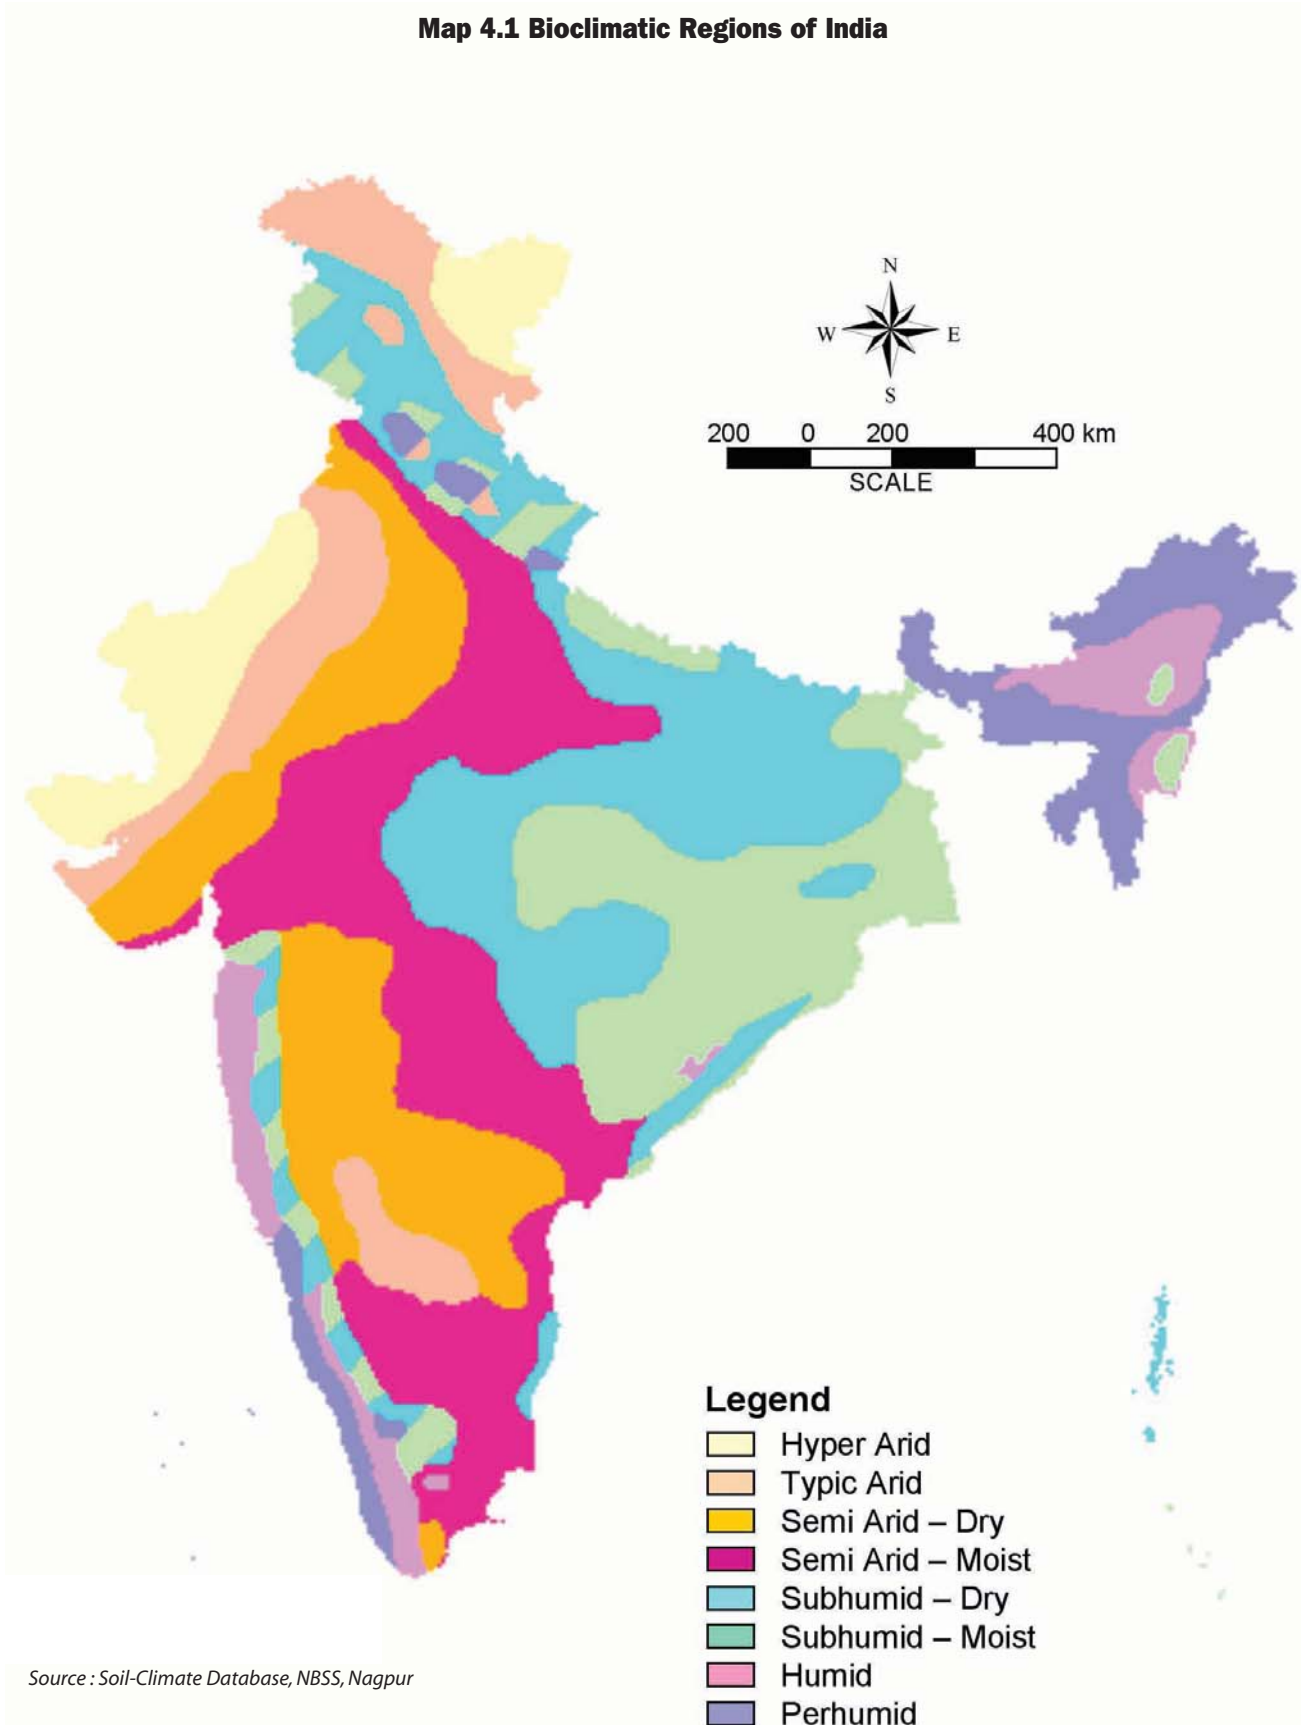 Map 4.1 Bioclimatic Regions of India
N
W E
S
200 0 200 400 km
SCALE
Legend
Hyper Arid
Typic Arid
Semi Arid – Dry
Semi Arid – Moist
Subhumid – Dry
Subhumid – Moist
Humid
Perhumid
Source : Soil-Climate Database, NBSS, Nagpur